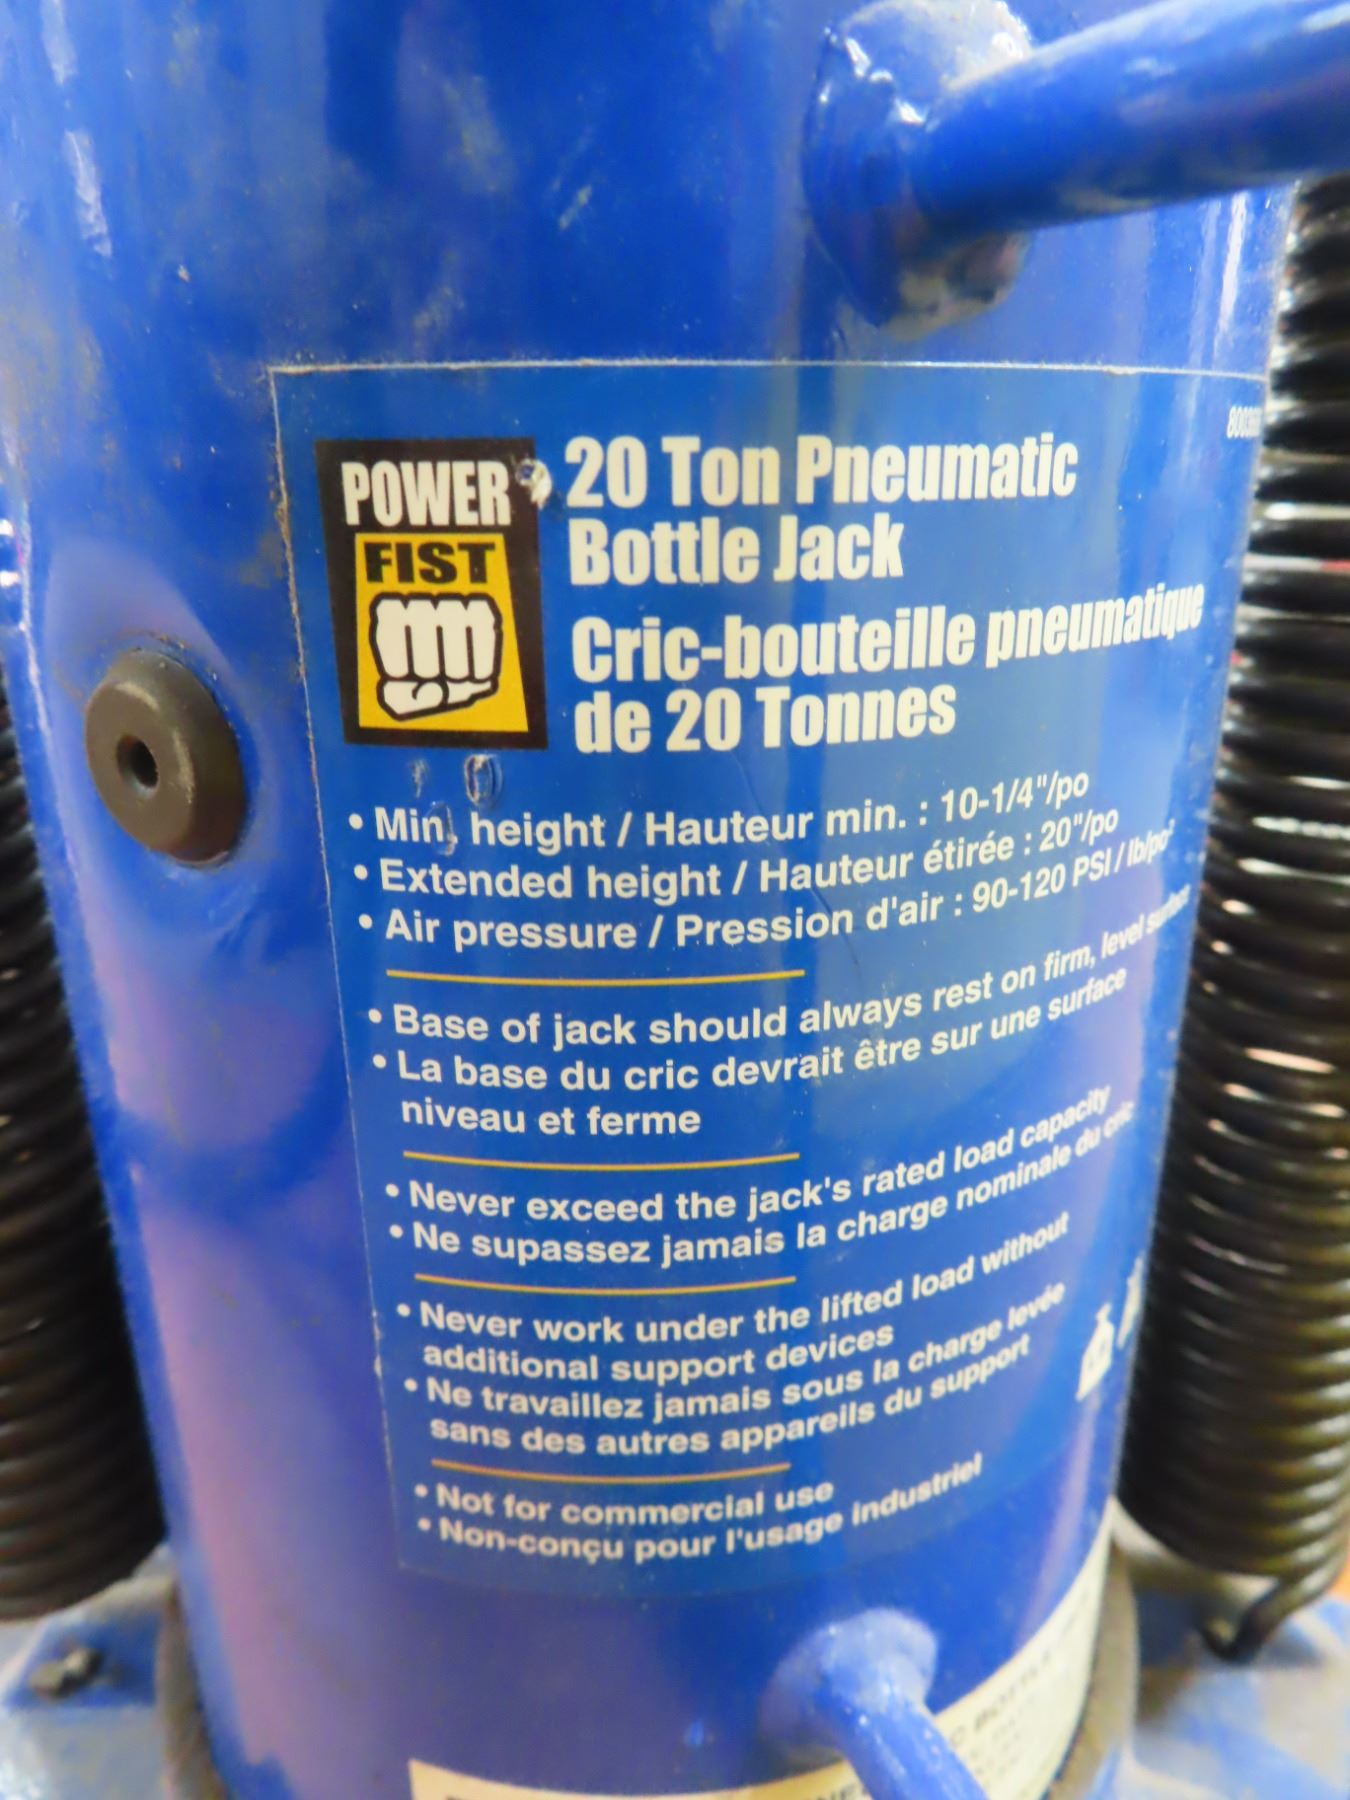 POWER
FIST
20 Ton Pneumatic
Bottle Jack
Cric-bouteille pneumatique
de 20 Tonnes
• Min. height / Hauteur min. : 10-1/4"/po
• Extended height / Hauteur étirée : 20"/po
• Air pressure / Pression d'air : 90-120 PSI / lb/po²
• Base of jack should always rest on firm, level surface
• La base du cric devrait être sur une surface
niveau et ferme
• Never exceed the jack's rated load capacity
• Ne supassez jamais la charge nominale du cric
• Never work under the lifted load without
additional support devices
• Ne travaillez jamais sous la charge levée
sans des autres appareils du support
• Not for commercial use
• Non-conçu pour l'usage industriel